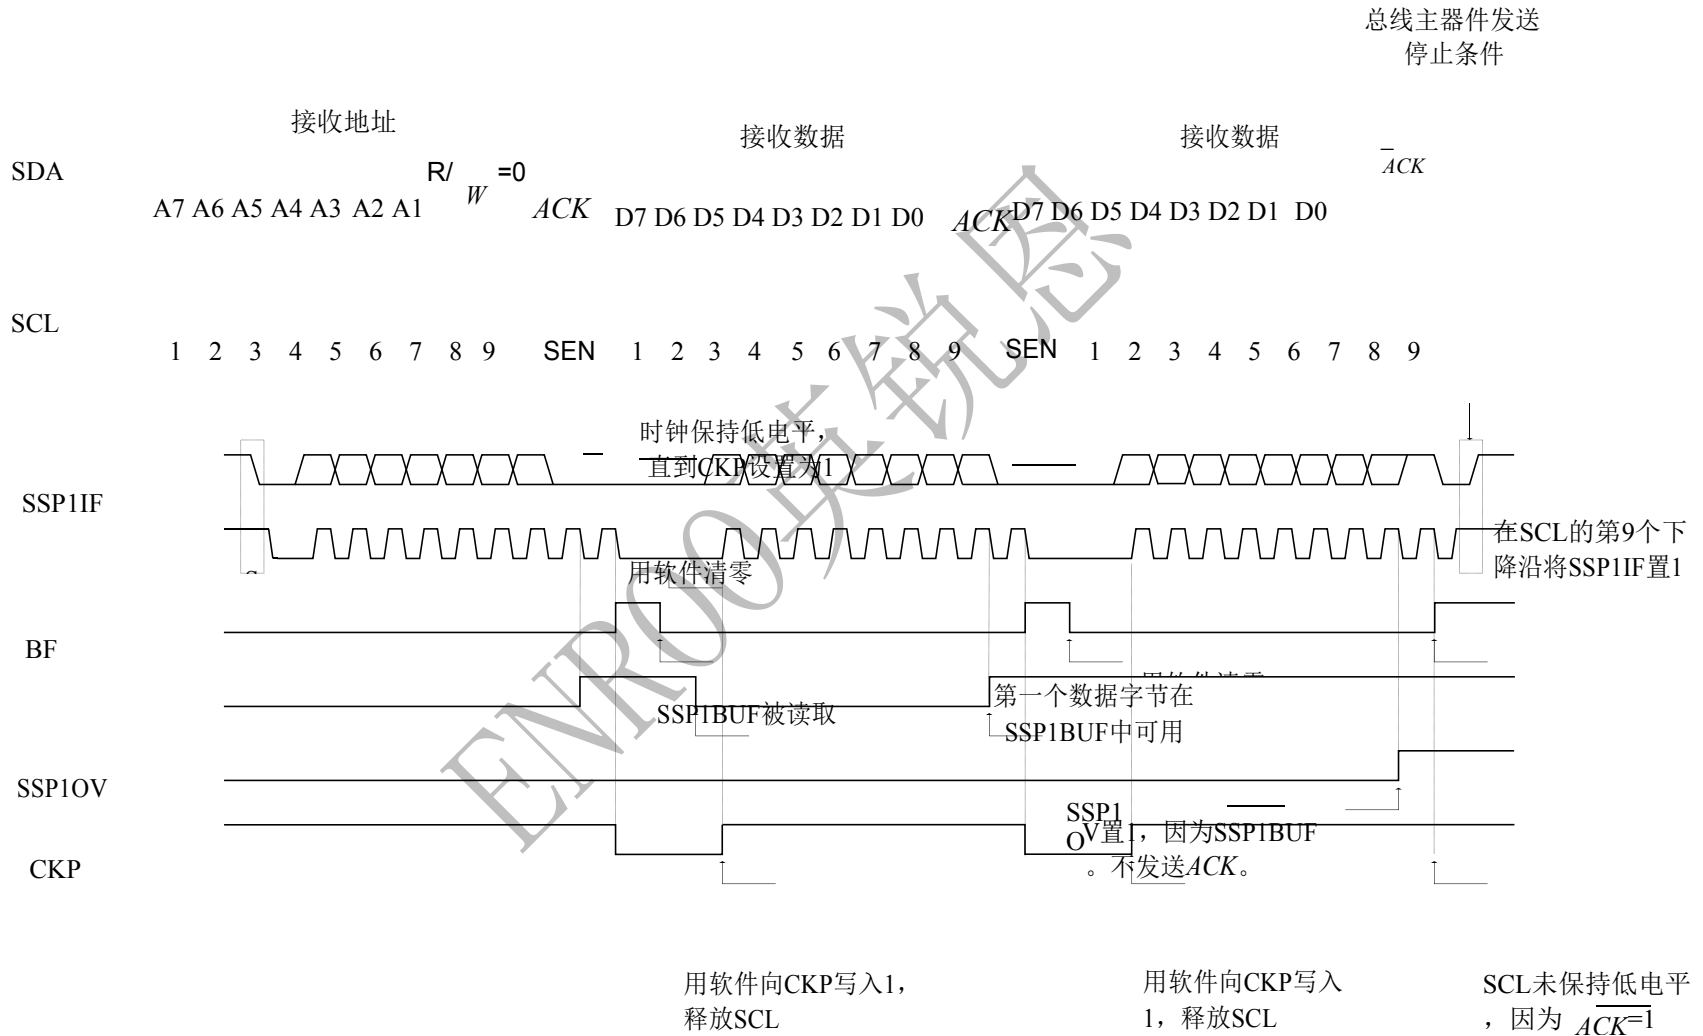 总线主器件发送
停止条件
接收地址
接收数据
接收数据
SDA
R/ W =0
ACK
A7 A6 A5 A4 A3 A2 A1
ACK
D7 D6 D5 D4 D3 D2 D1 D0
ACK
D7 D6 D5 D4 D3 D2 D1 D0
SCL
1 2 3 4 5 6 7 8 9 SEN 1 2 3 4 5 6 7 8 9 SEN 1 2 3 4 5 6 7 8 9
时钟保持低电平,
直到CKP设置为1
SSP1IF
在SCL的第9个下
降沿将SSP1IF置1
用软件清零
BF
用软件清零
SSP1BUF被读取
第一个数据字节在
SSP1BUF中可用
SSP1OV
SSP1
OV置1,因为SSP1BUF
。不发送ACK。
CKP
用软件向CKP写入1,
释放SCL
用软件向CKP写入
1,释放SCL
SCL未保持低电平
,因为 ACK=1
ENROO英锐恩